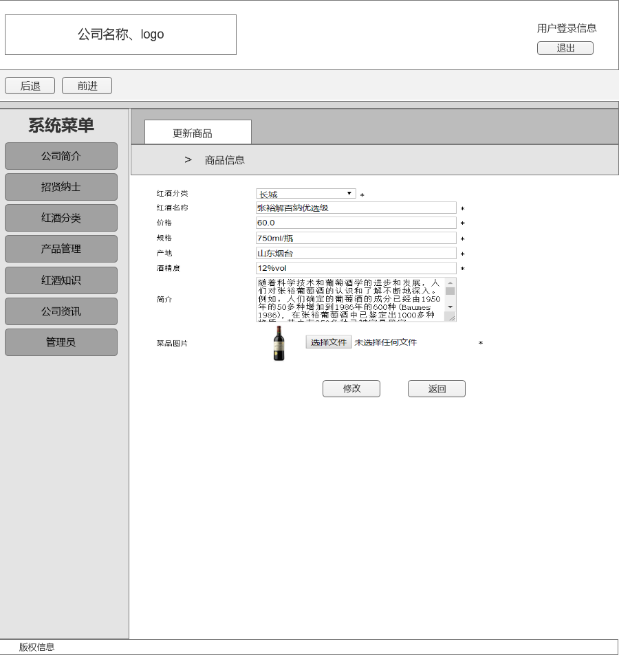 公司名称、logo
用户登录信息
退出
后退
前进
系统菜单
公司简介
招贤纳士
红酒分类
产品管理
红酒知识
公司资讯
管理员
更新商品
> 商品信息
红酒分类 长城 *
红酒名称 张裕解百纳优选级 *
价格 60.0 *
规格 750ml/瓶 *
产地 山东烟台 *
酒精度 12%vol *
简介
随着科学技术和葡萄酒学的进步和发展，人
们对张裕葡萄酒的认识和了解不断地深入。
例如，人们确定的葡萄酒的成分已经由1950
年的50多种增加到1986年的600种(Baumes
1986)，在张裕葡萄酒中已鉴定出1000多种
菜品图片 选择文件 未选择任何文件 *
修改
返回
版权信息